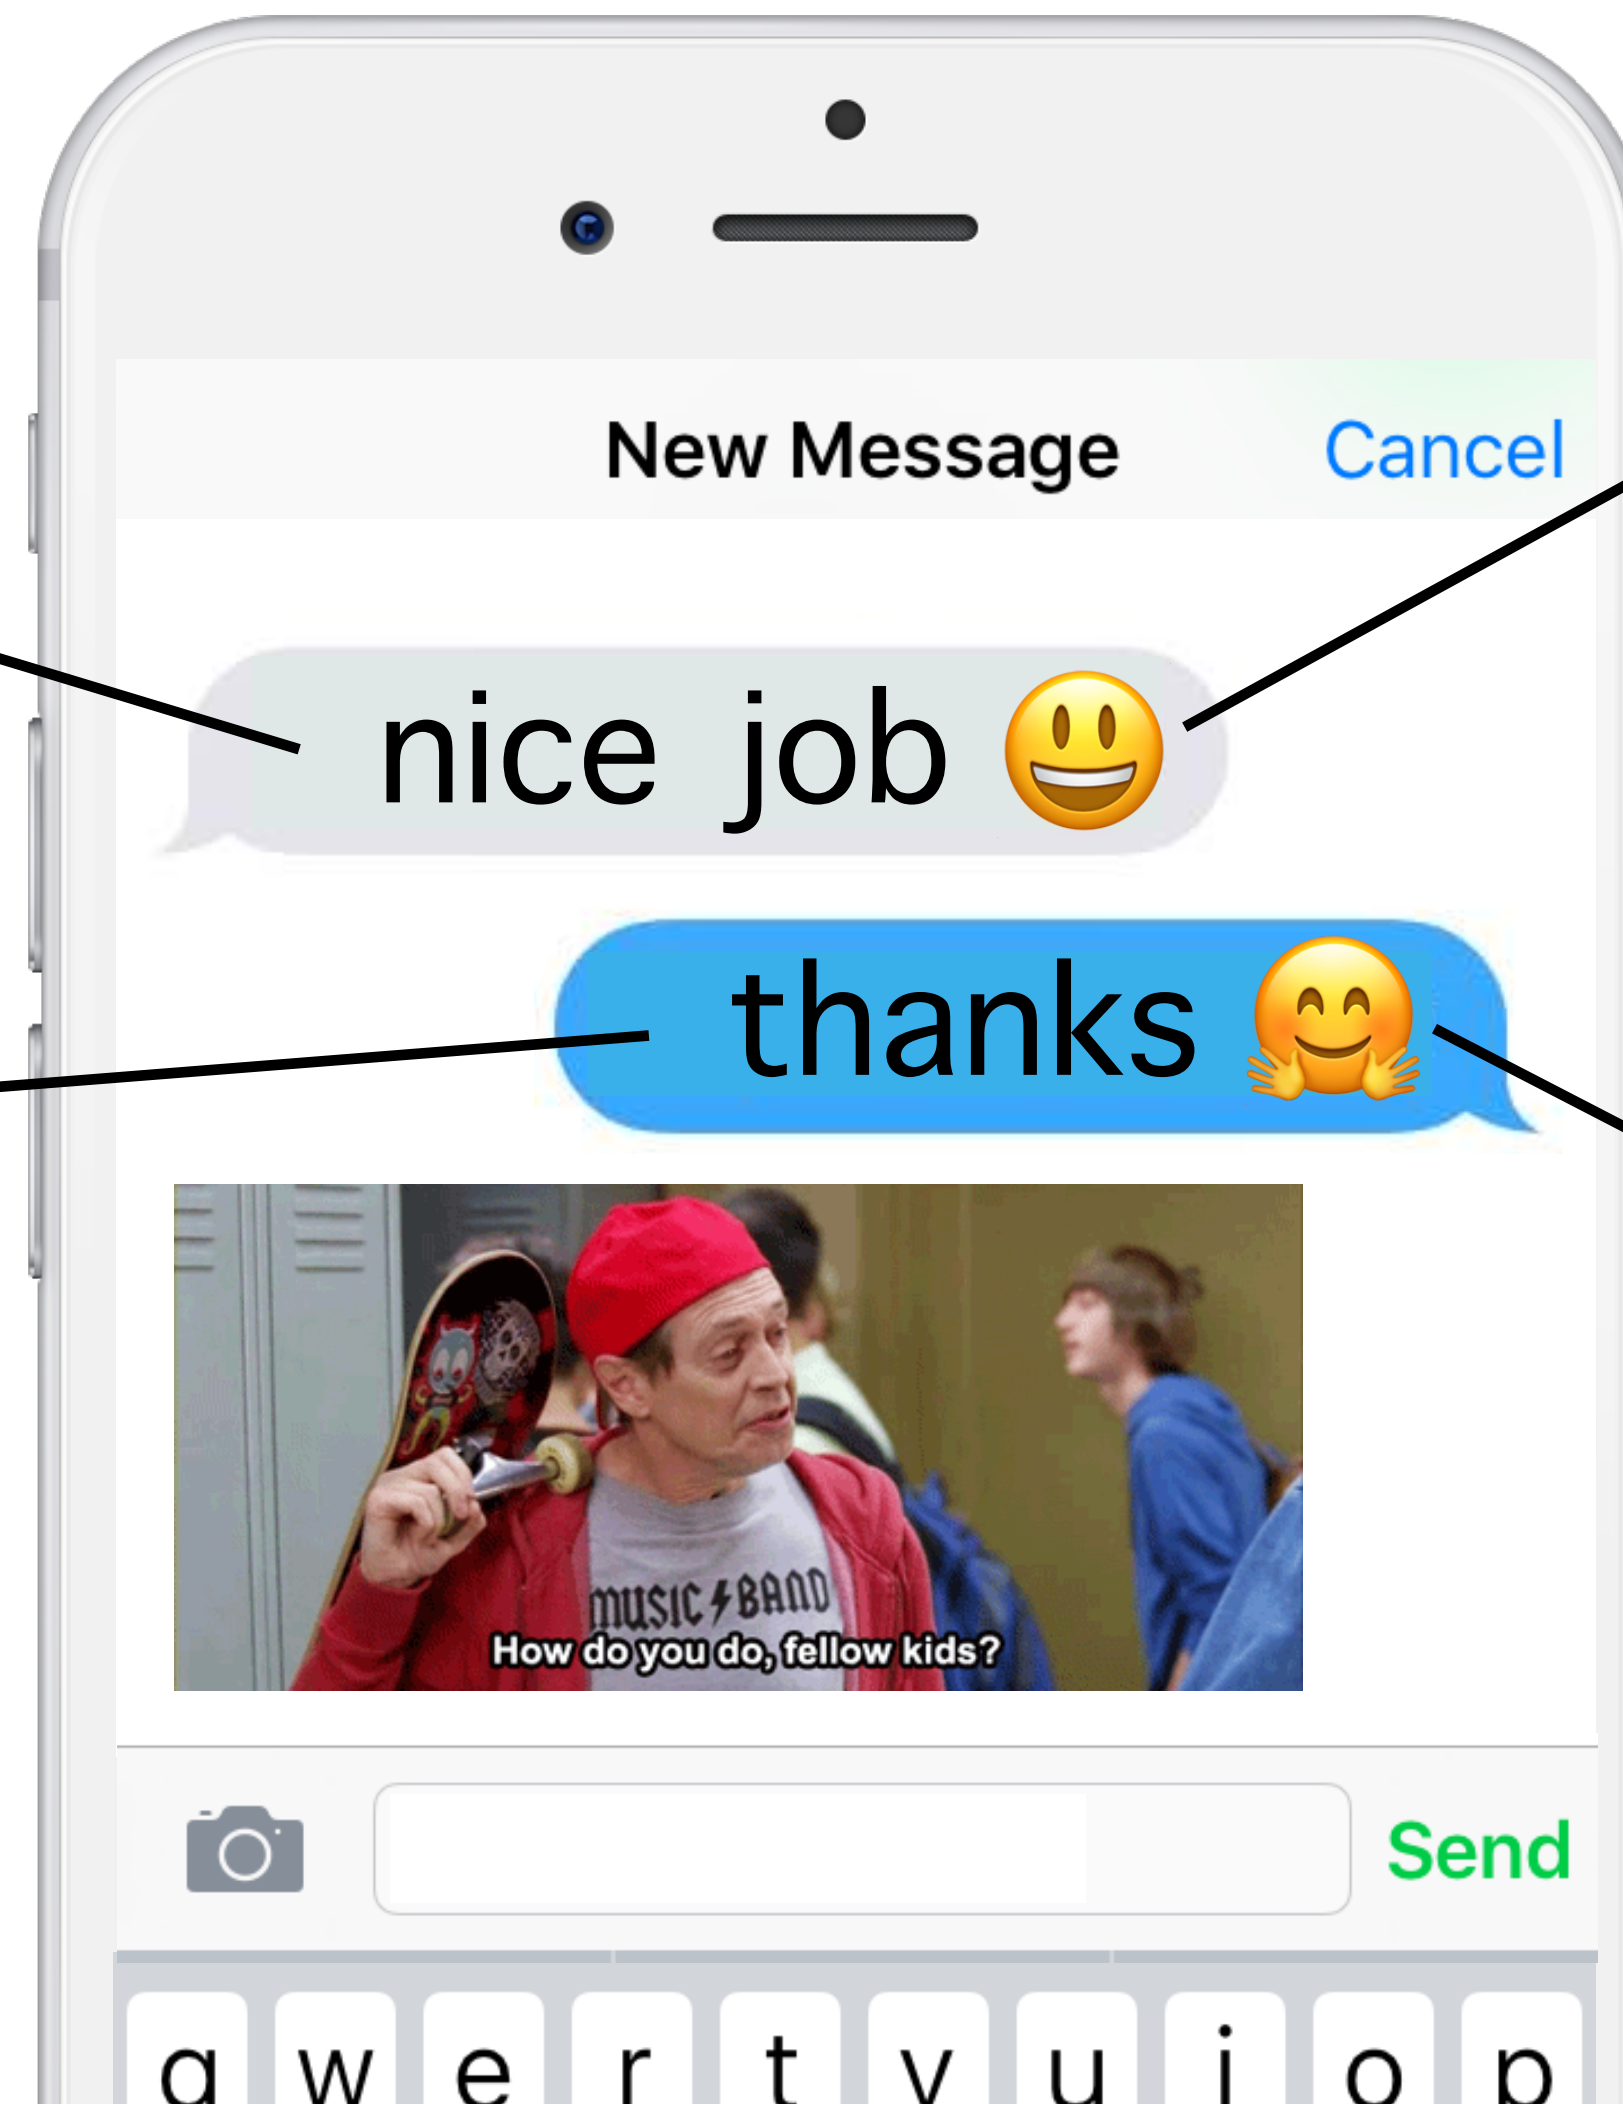 New Message Cancel
nice job 😃
thanks 🤗
MUSIC⚡BAND
How do you do, fellow kids?
Send
q w e r t y u i o p